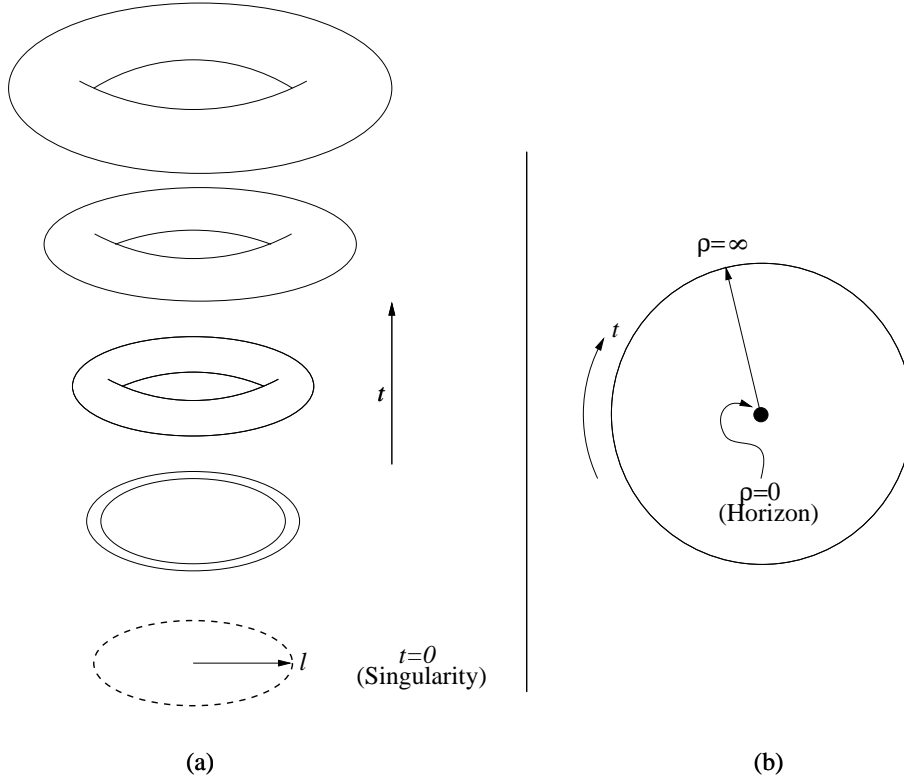 ρ=∞
t
t
ρ=0
(Horizon)
l
t=0
(Singularity)
(a)
(b)